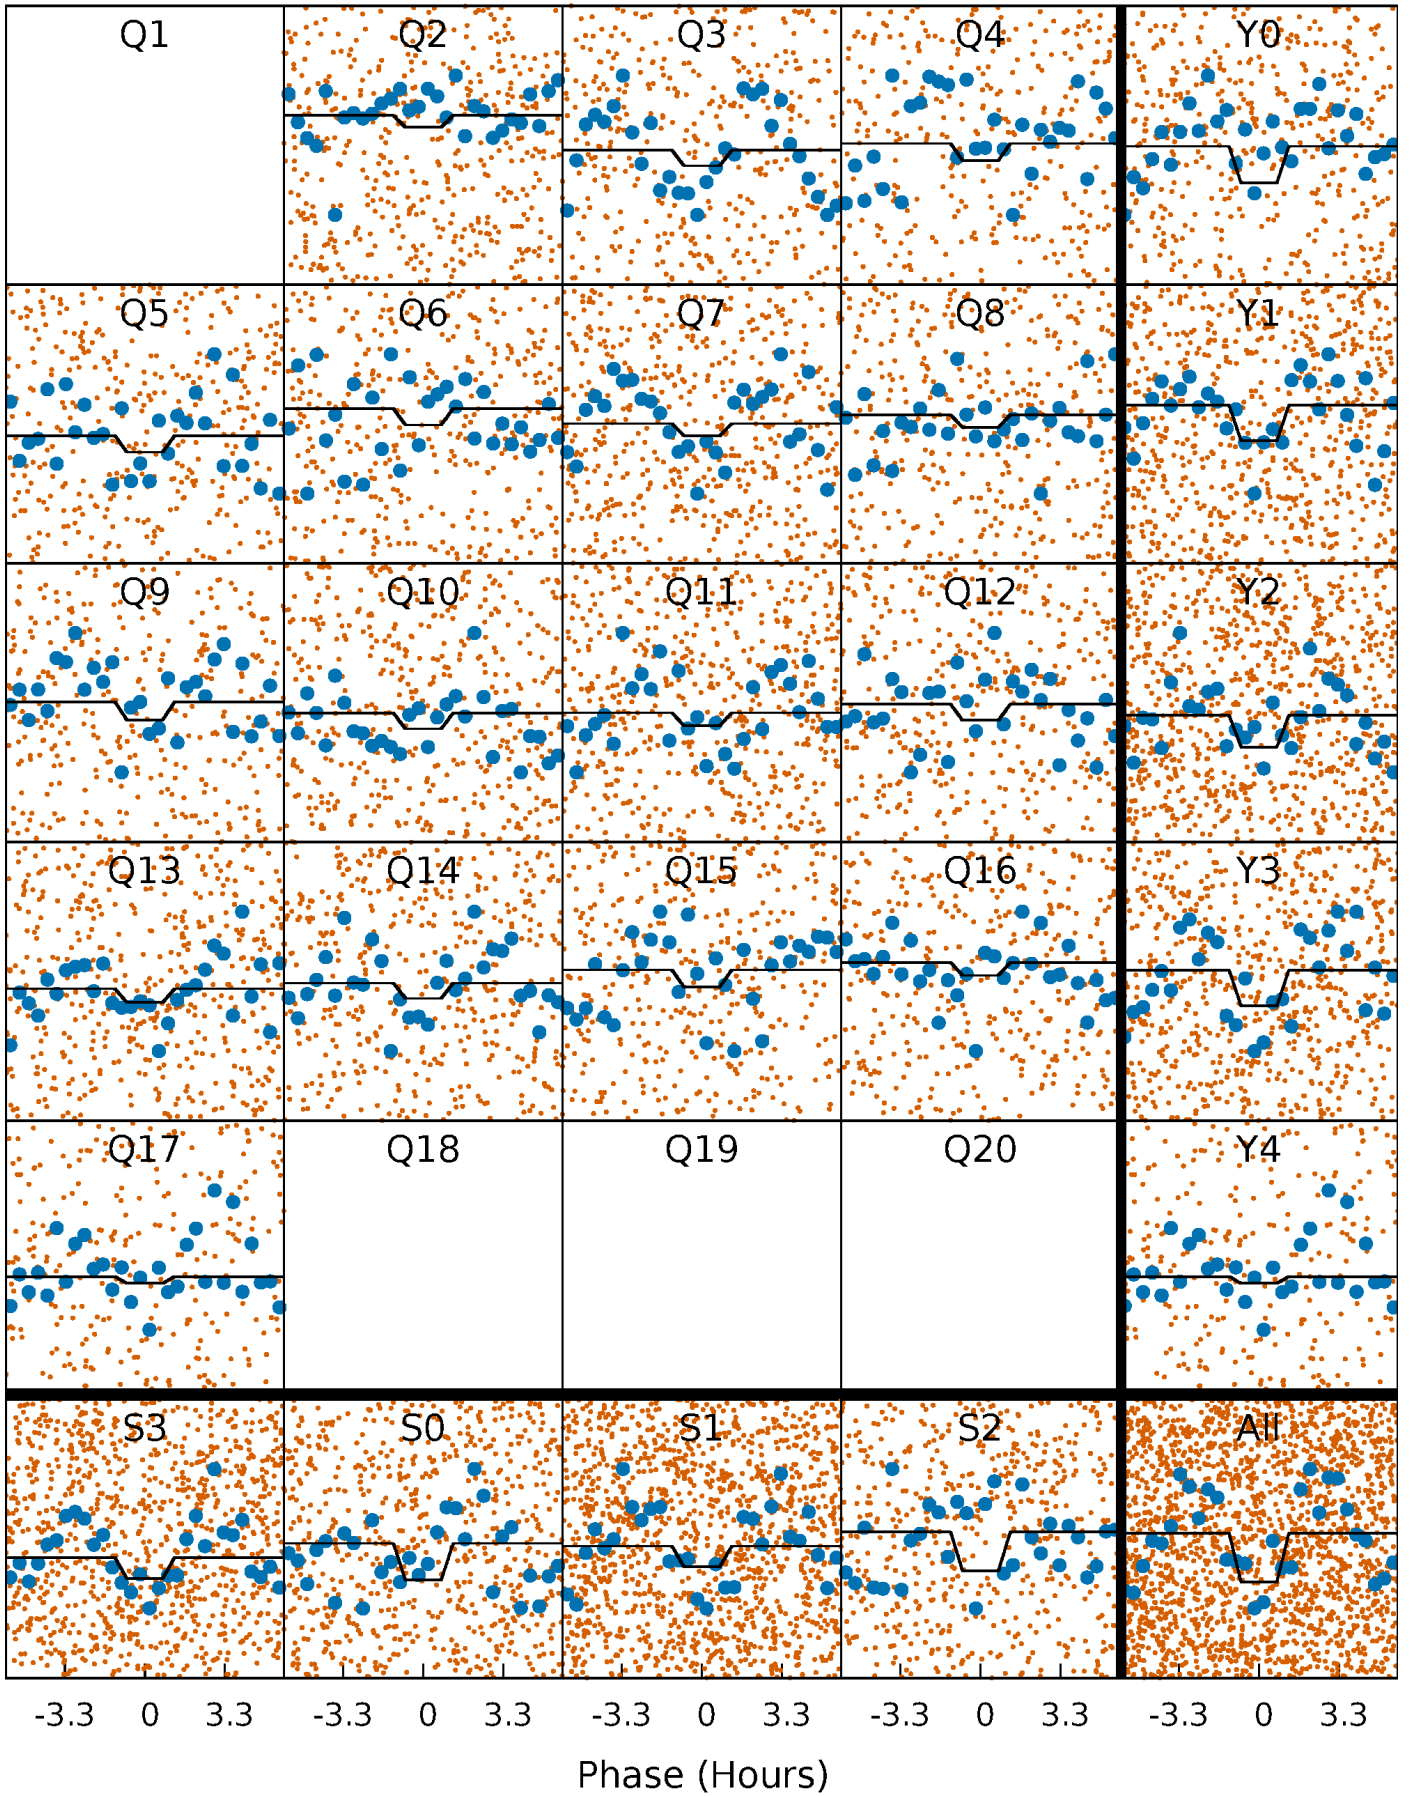 Q1 Q2 Q3 Q4 Y0
Q5 Q6 Q7 Q8 Y1
Q9 Q10 Q11 Q12 Y2
Q13 Q14 Q15 Q16 Y3
Q17 Q18 Q19 Q20 Y4
S3 S0 S1 S2 All
-3.3 0 3.3 -3.3 0 3.3 -3.3 0 3.3 -3.3 0 3.3 -3.3 0 3.3
Phase (Hours)